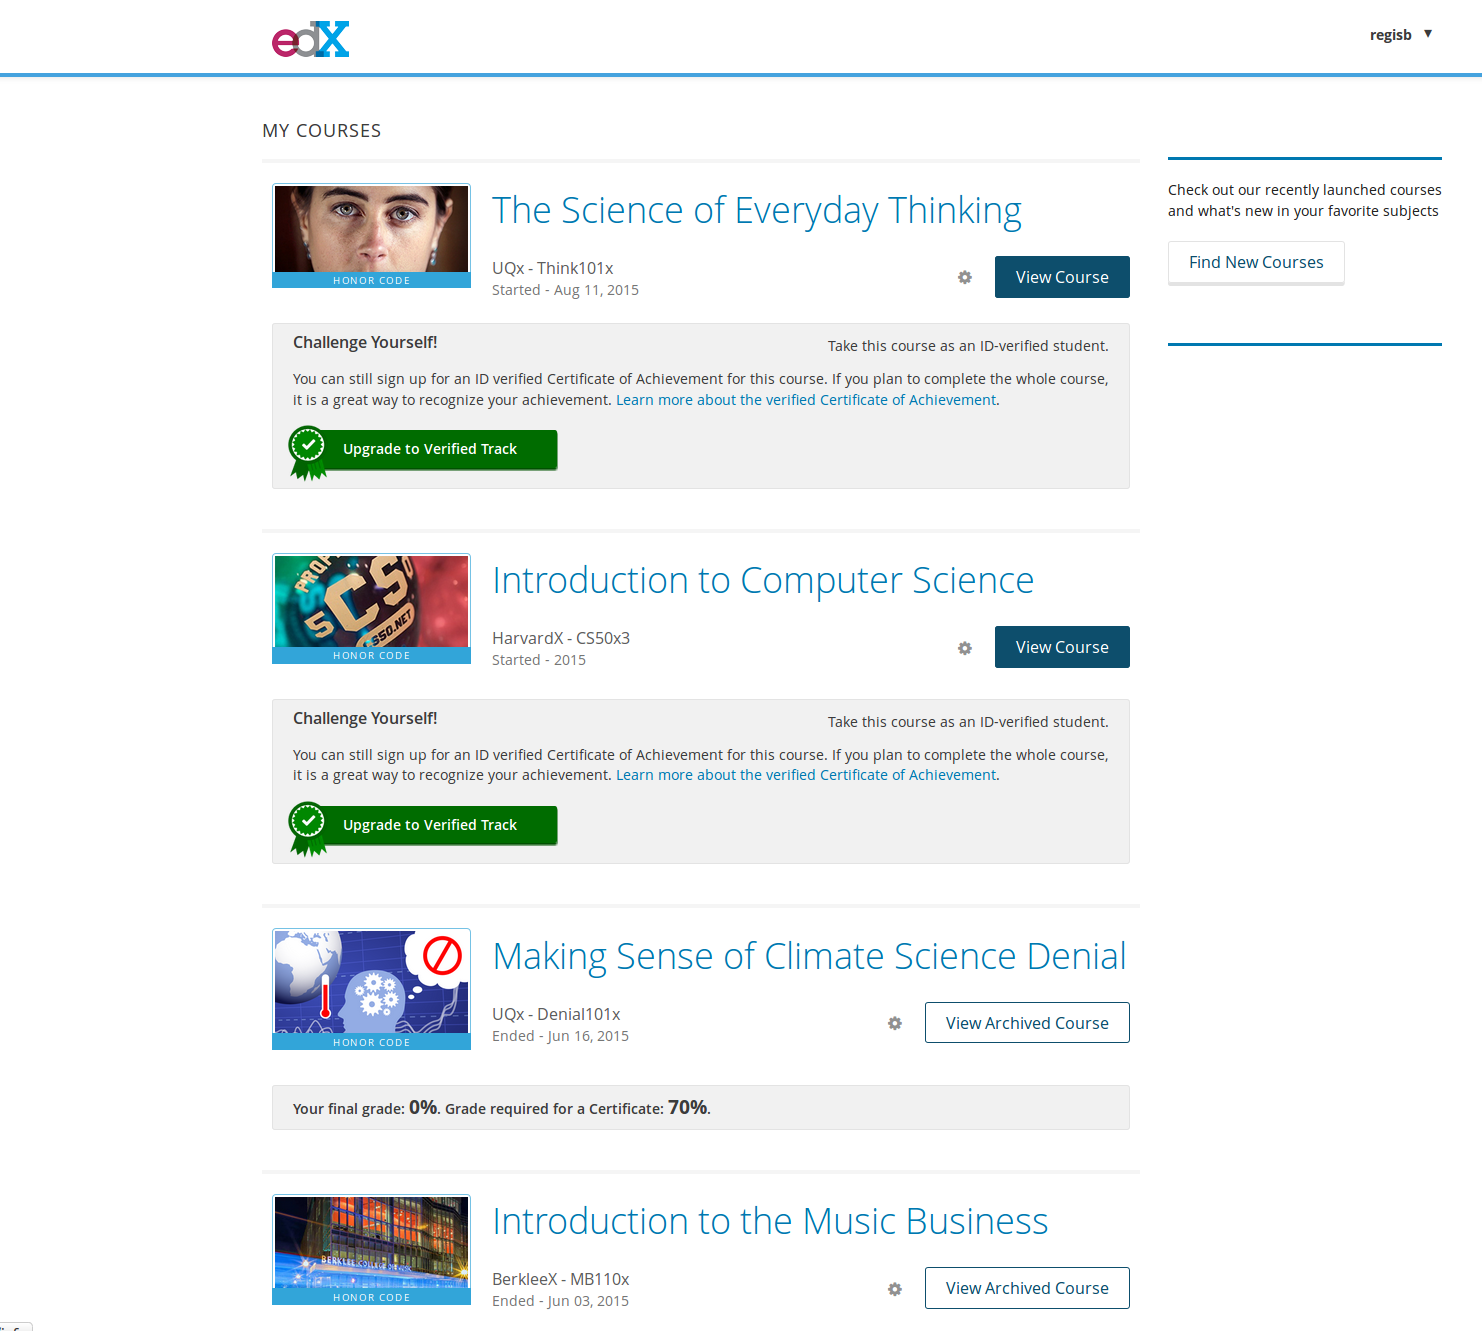 edX
regisb ▼
MY COURSES
The Science of Everyday Thinking
HONOR CODE
UQx - Think101x
Started - Aug 11, 2015
View Course
Challenge Yourself!
Take this course as an ID-verified student.
You can still sign up for an ID verified Certificate of Achievement for this course. If you plan to complete the whole course,
it is a great way to recognize your achievement. Learn more about the verified Certificate of Achievement.
Upgrade to Verified Track
Check out our recently launched courses
and what's new in your favorite subjects
Find New Courses
CS
5
CS50.NET
HONOR CODE
Introduction to Computer Science
HarvardX - CS50x3
Started - 2015
View Course
Challenge Yourself!
Take this course as an ID-verified student.
You can still sign up for an ID verified Certificate of Achievement for this course. If you plan to complete the whole course,
it is a great way to recognize your achievement. Learn more about the verified Certificate of Achievement.
Upgrade to Verified Track
HONOR CODE
Making Sense of Climate Science Denial
UQx - Denial101x
Ended - Jun 16, 2015
View Archived Course
Your final grade: 0%. Grade required for a Certificate: 70%.
BERKLEE COLLEGE OF MUSIC
HONOR CODE
Introduction to the Music Business
BerkleeX - MB110x
Ended - Jun 03, 2015
View Archived Course